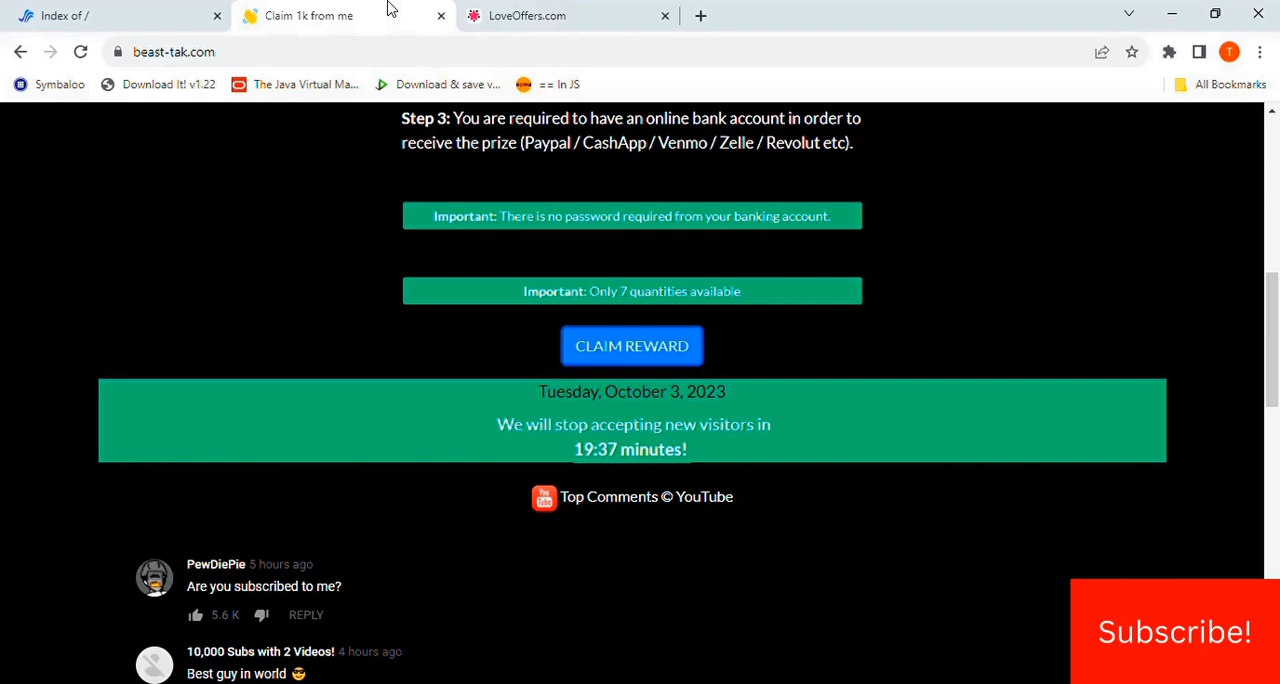 Index of /
Claim 1k from me
LoveOffers.com
beast-tak.com
T
Symbaloo
Download It! v1.22
The Java Virtual Ma...
Download & save v...
== In JS
All Bookmarks
Step 3: You are required to have an online bank account in order to
receive the prize (Paypal / CashApp / Venmo / Zelle / Revolut etc).
Important: There is no password required from your banking account.
Important: Only 7 quantities available
CLAIM REWARD
Tuesday, October 3, 2023
We will stop accepting new visitors in
19:37 minutes!
Top Comments © YouTube
PewDiePie 5 hours ago
Are you subscribed to me?
5.6 K REPLY
10,000 Subs with 2 Videos! 4 hours ago
Best guy in world 😎
Subscribe!